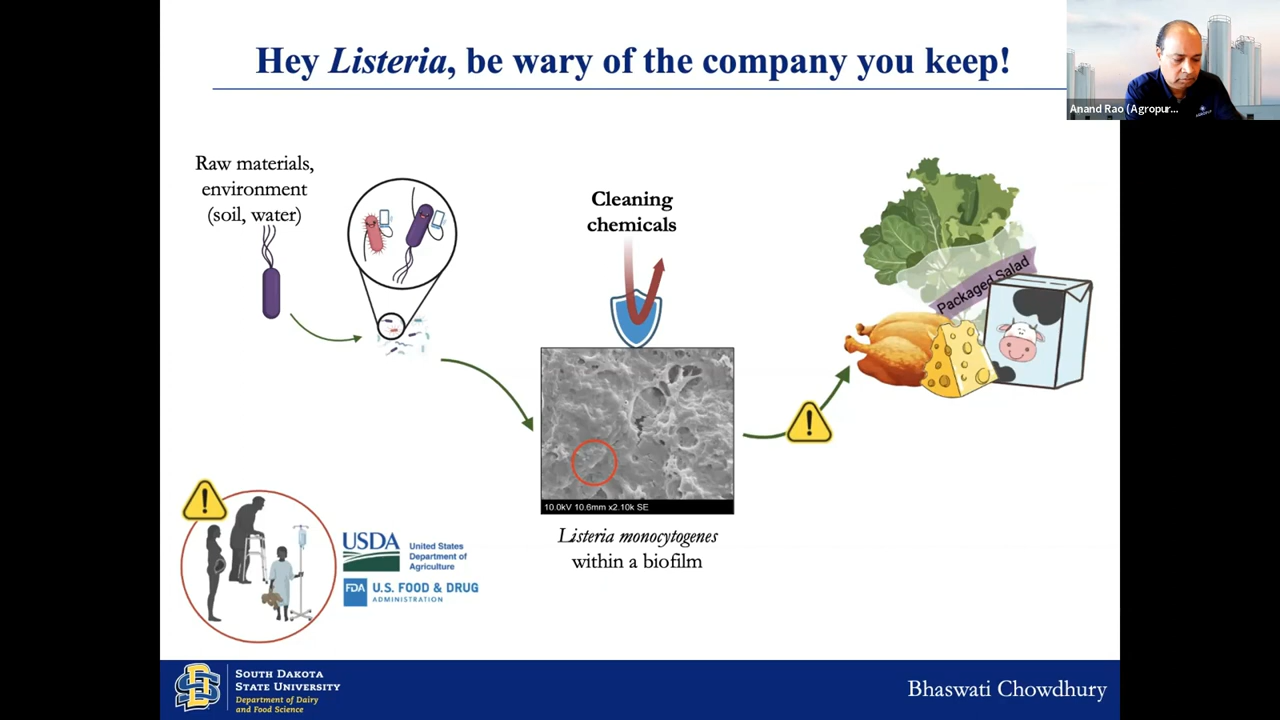 Hey Listeria, be wary of the company you keep!
Anand Rao (Agropur...
Raw materials,
environment
(soil, water)
Cleaning
chemicals
Packaged Salad
10.0kV 10.6mm x2.10k SE
Listeria monocytogenes
within a biofilm
USDA
United States
Department of
Agriculture
FDA
U.S. FOOD & DRUG
ADMINISTRATION
SOUTH DAKOTA
STATE UNIVERSITY
Department of Dairy
and Food Science
Bhaswati Chowdhury